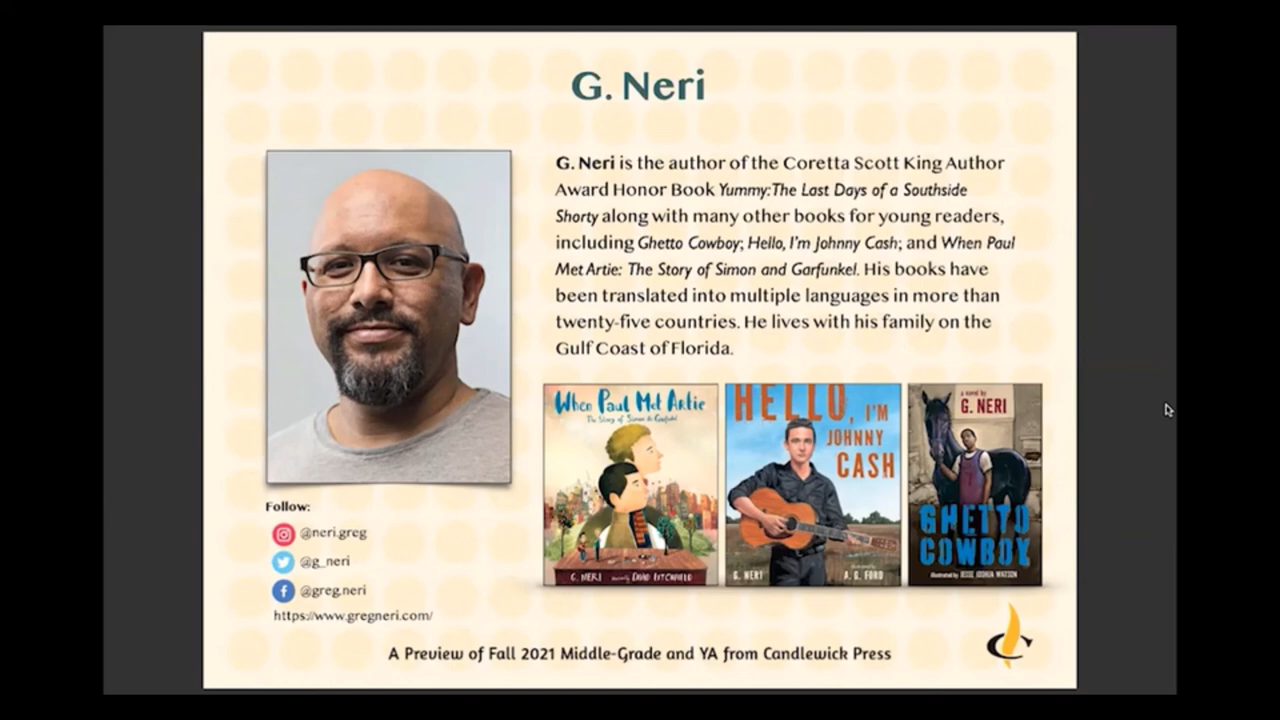 G. Neri
G. Neri is the author of the Coretta Scott King Author
Award Honor Book Yummy:The Last Days of a Southside
Shorty along with many other books for young readers,
including Ghetto Cowboy; Hello, I'm Johnny Cash; and When Paul
Met Artie: The Story of Simon and Garfunkel. His books have
been translated into multiple languages in more than
twenty-five countries. He lives with his family on the
Gulf Coast of Florida.
When Paul Met Artie
The Story of Simon & Garfunkel
G. NERI DAVID LITCHFIELD
HELLO, I'M
JOHNNY
CASH
G. NERI
A. G. FORD
a novel by
G. NERI
GHETTO
COWBOY
illustrated by JESSE JOSHUA WATSON
Follow:
@neri.greg
@g_neri
@greg.neri
https://www.gregneri.com/
A Preview of Fall 2021 Middle-Grade and YA from Candlewick Press